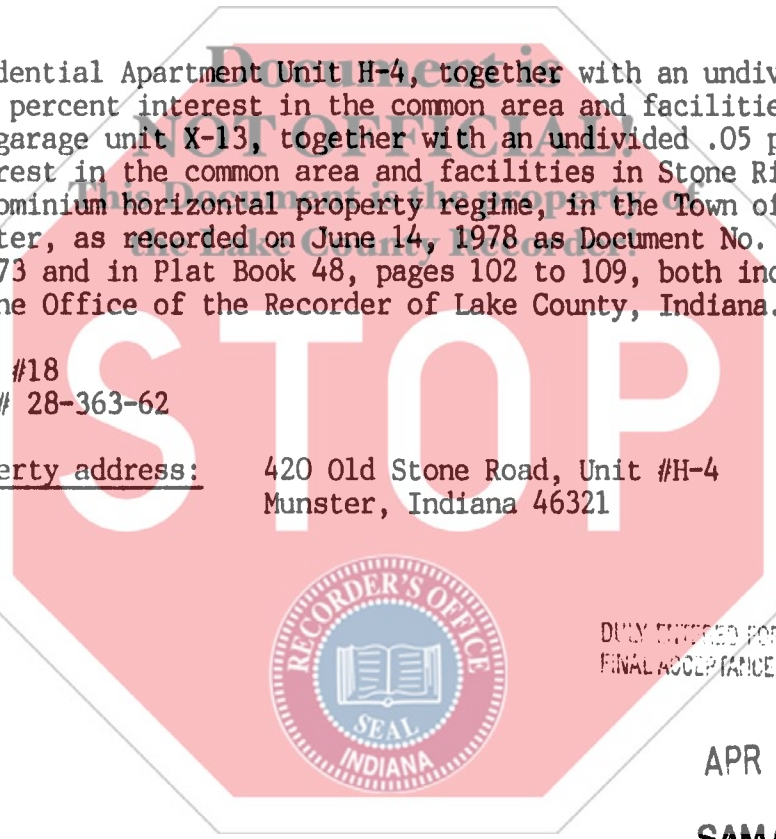 Document is
NOT OFFICIAL!
This Document is the property of
the Lake County Recorder!
dential Apartment Unit H-4, together with an undiv
percent interest in the common area and facilitie
garage unit X-13, together with an undivided .05 p
rest in the common area and facilities in Stone Ri
ominium horizontal property regime, in the Town of
ter, as recorded on June 14, 1978 as Document No.
73 and in Plat Book 48, pages 102 to 109, both inc
ne Office of the Recorder of Lake County, Indiana.
#18
# 28-363-62
erty address: 420 Old Stone Road, Unit #H-4
Munster, Indiana 46321
STOP
RECORDER'S OFFICE
SEAL
INDIANA
DULY ENTERED FOR
FINAL ACCEPTANCE
APR